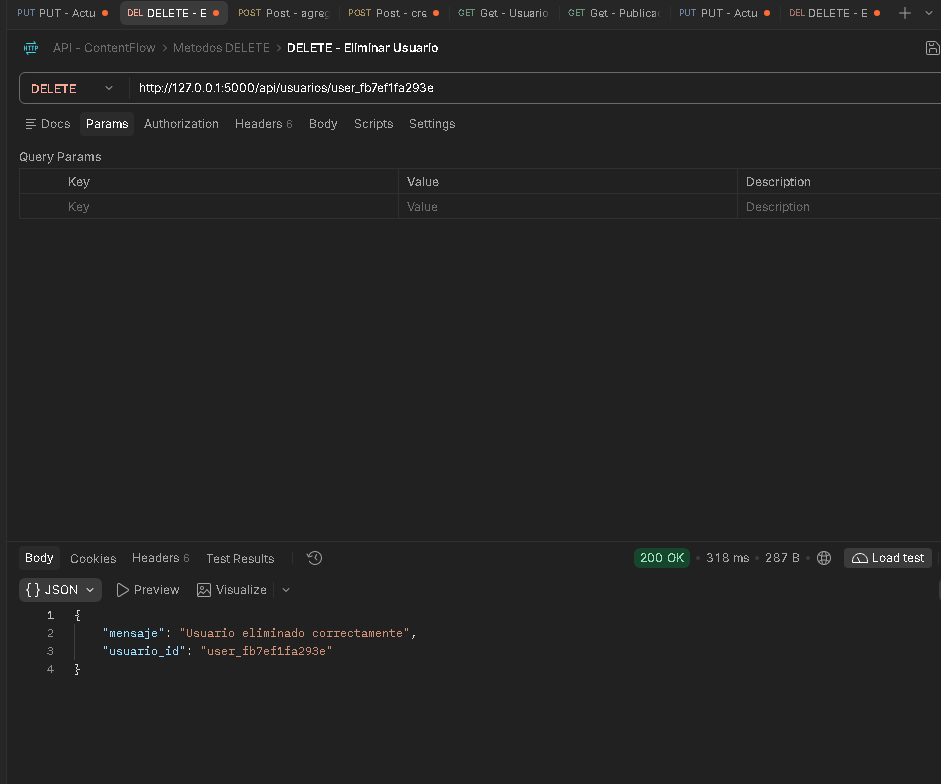 PUT PUT - Actu DEL DELETE - E POST Post - agreg POST Post - cre GET Get - Usuario GET Get - Publica PUT PUT - Actu DEL DELETE - E
HTTP API - ContentFlow > Metodos DELETE > DELETE - Eliminar Usuario
DELETE http://127.0.0.1:5000/api/usuarios/user_fb7ef1fa293e
Docs Params Authorization Headers 6 Body Scripts Settings
Query Params
Key Value Description
Key Value Description
Body Cookies Headers 6 Test Results 200 OK • 318 ms • 287 B • Load test
{} JSON Preview Visualize
1 {
2 "mensaje": "Usuario eliminado correctamente",
3 "usuario_id": "user_fb7ef1fa293e"
4 }